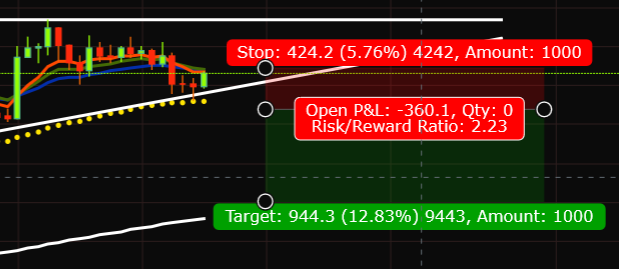 Stop: 424.2 (5.76%) 4242, Amount: 1000
Open P&L: -360.1, Qty: 0
Risk/Reward Ratio: 2.23
Target: 944.3 (12.83%) 9443, Amount: 1000